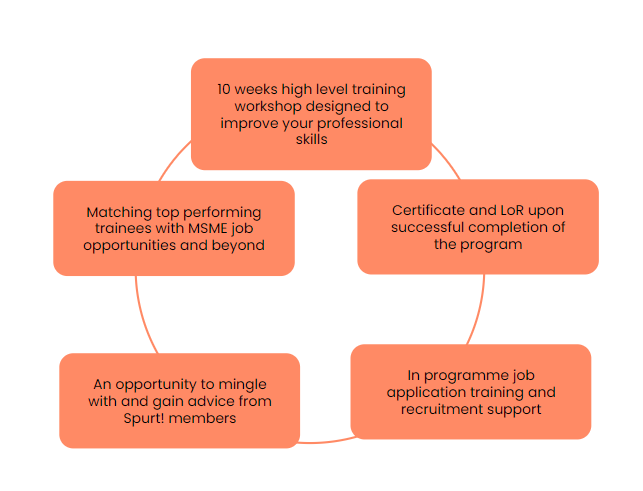 10 weeks high level training
workshop designed to
improve your professional
skills
Certificate and LoR upon
successful completion of
the program
In programme job
application training and
recruitment support
An opportunity to mingle
with and gain advice from
Spurt! members
Matching top performing
trainees with MSME job
opportunities and beyond